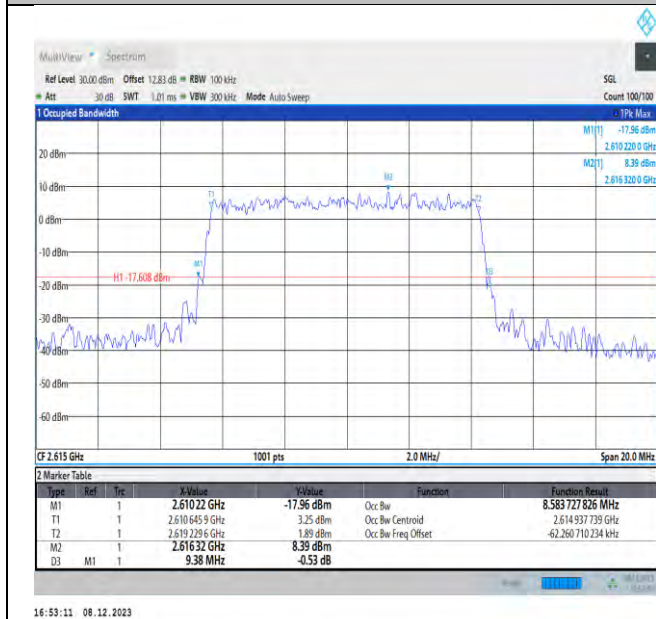 MultiView Spectrum
Ref Level 30.00 dBm Offset 12.83 dB RBW 100 kHz SGL
Att 30 dB SWT 1.01 ms VBW 300 kHz Mode Auto Sweep Count 100/100
1 Occupied Bandwidth 1Pk Max
M1[1] -17.96 dBm
2.610 220 0 GHz
M2[1] 8.39 dBm
2.616 320 0 GHz
20 dBm
10 dBm
M2
T1
T2
0 dBm
-10 dBm
M1
H1 -17.608 dBm
D3
-20 dBm
-30 dBm
-40 dBm
-50 dBm
-60 dBm
CF 2.615 GHz 1001 pts 2.0 MHz/ Span 20.0 MHz
2 Marker Table
Type Ref Trc X-Value Y-Value Function Function Result
M1 1 2.610 22 GHz -17.96 dBm Occ Bw 8.583 727 826 MHz
T1 1 2.610 645 9 GHz 3.25 dBm Occ Bw Centroid 2.614 937 739 GHz
T2 1 2.619 229 6 GHz 1.89 dBm Occ Bw Freq Offset -62.260 710 234 kHz
M2 1 2.616 32 GHz 8.39 dBm
D3 M1 1 9.38 MHz -0.53 dB
16:53:11 08.12.2023